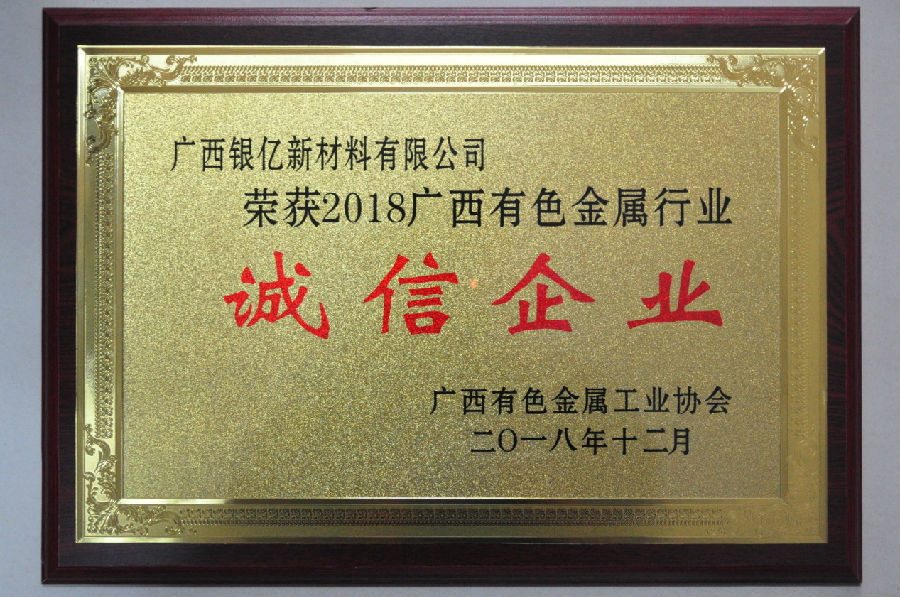 广西银亿新材料有限公司
荣获2018广西有色金属行业
诚信企业
广西有色金属工业协会
二〇一八年十二月